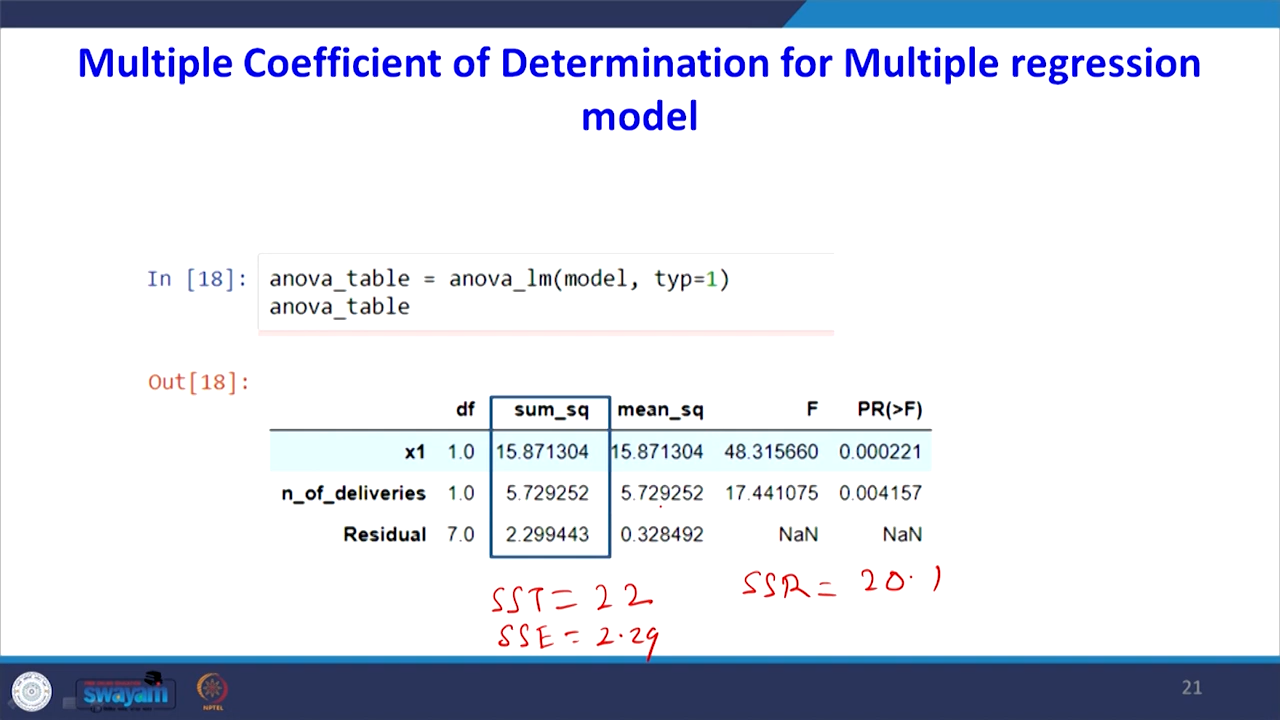 Multiple Coefficient of Determination for Multiple regression
model
In [18]: anova_table = anova_lm(model, typ=1)
anova_table
Out[18]:
df sum_sq mean_sq F PR(>F)
x1 1.0 15.871304 15.871304 48.315660 0.000221
n_of_deliveries 1.0 5.729252 5.729252 17.441075 0.004157
Residual 7.0 2.299443 0.328492 NaN NaN
SST = 22 SSR = 20.1
SSE = 2.29
swayam NPTEL 21